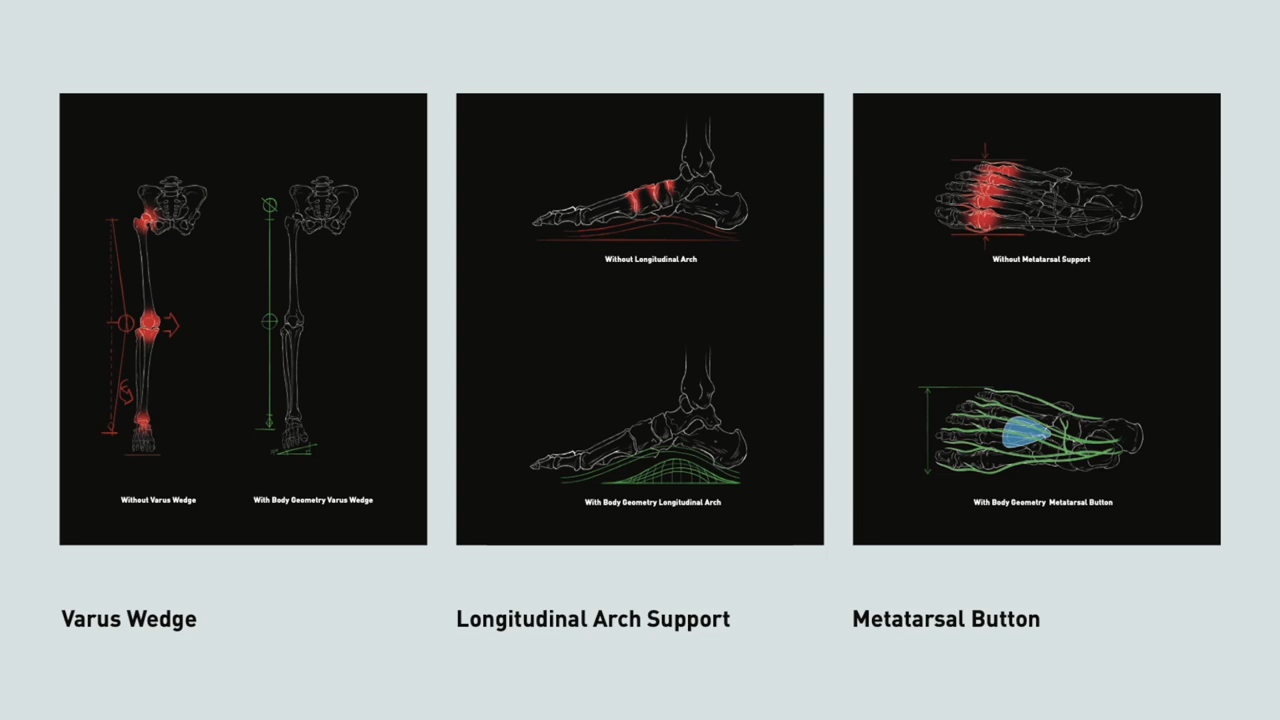 Without Varus Wedge
With Body Geometry Varus Wedge
Without Longitudinal Arch
With Body Geometry Longitudinal Arch
Without Metatarsal Support
With Body Geometry Metatarsal Button
Varus Wedge
Longitudinal Arch Support
Metatarsal Button